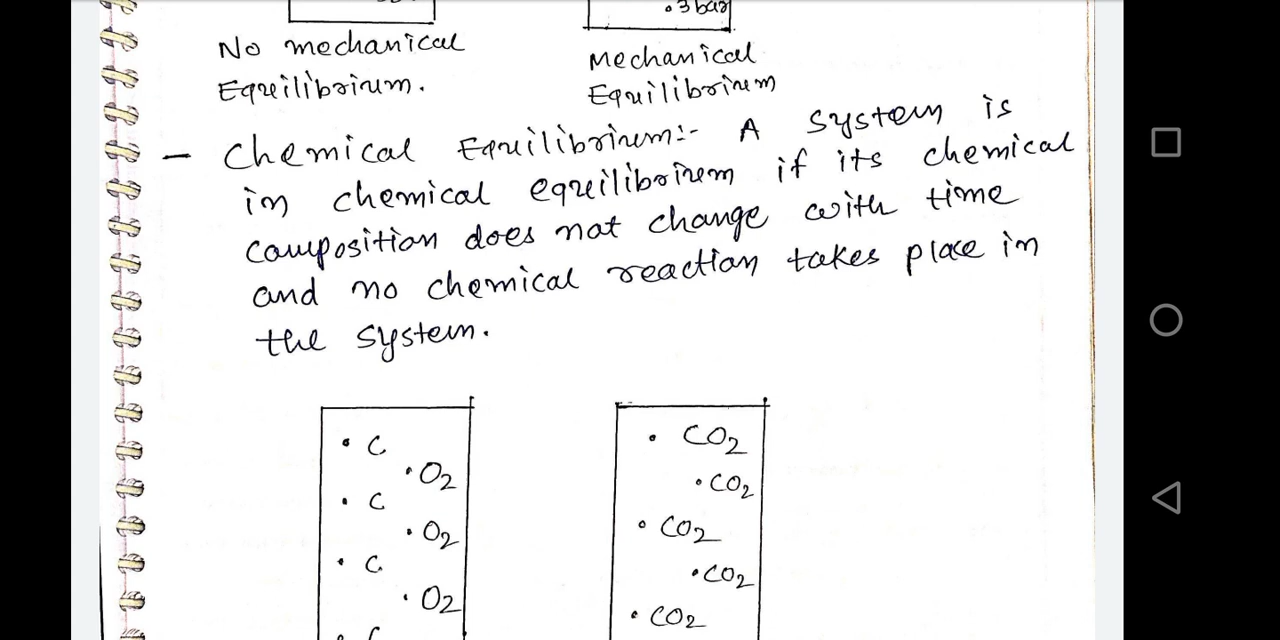 .3 bar
No mechanical
Equilibrium.
Mechanical
Equilibrium
- Chemical Equilibrium:- A system is
in chemical equilibrium if its chemical
composition does not change with time
and no chemical reaction takes place in
the system.
. C
. O2
. C
. O2
. C
. O2
. CO2
. CO2
. CO2
. CO2
. CO2